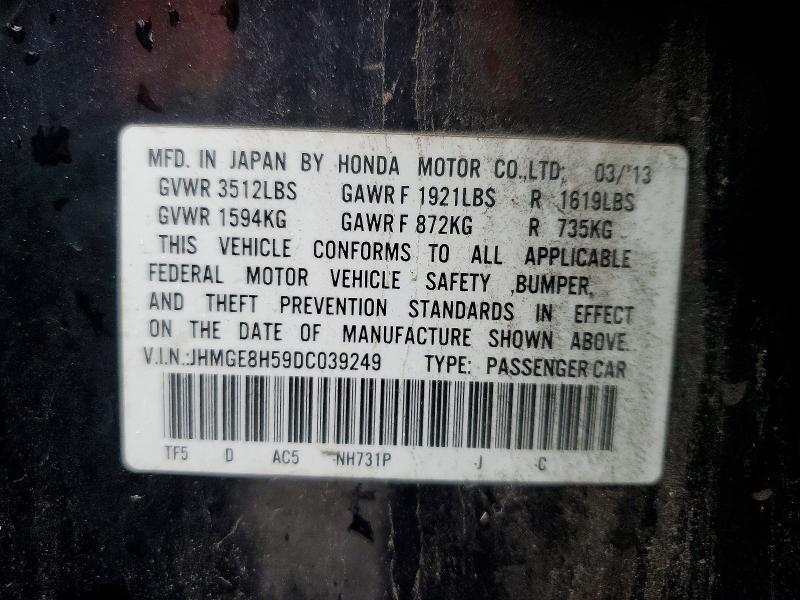 MFD. IN JAPAN BY HONDA MOTOR CO.,LTD; 03/'13
GVWR 3512LBS GAWR F 1921LBS R 1619LBS
GVWR 1594KG GAWR F 872KG R 735KG
THIS VEHICLE CONFORMS TO ALL APPLICABLE
FEDERAL MOTOR VEHICLE SAFETY ,BUMPER,
AND THEFT PREVENTION STANDARDS IN EFFECT
ON THE DATE OF MANUFACTURE SHOWN ABOVE.
V.I.N.:JHMGE8H59DC039249 TYPE: PASSENGER CAR
TF5 D AC5 -NH731P -J -C